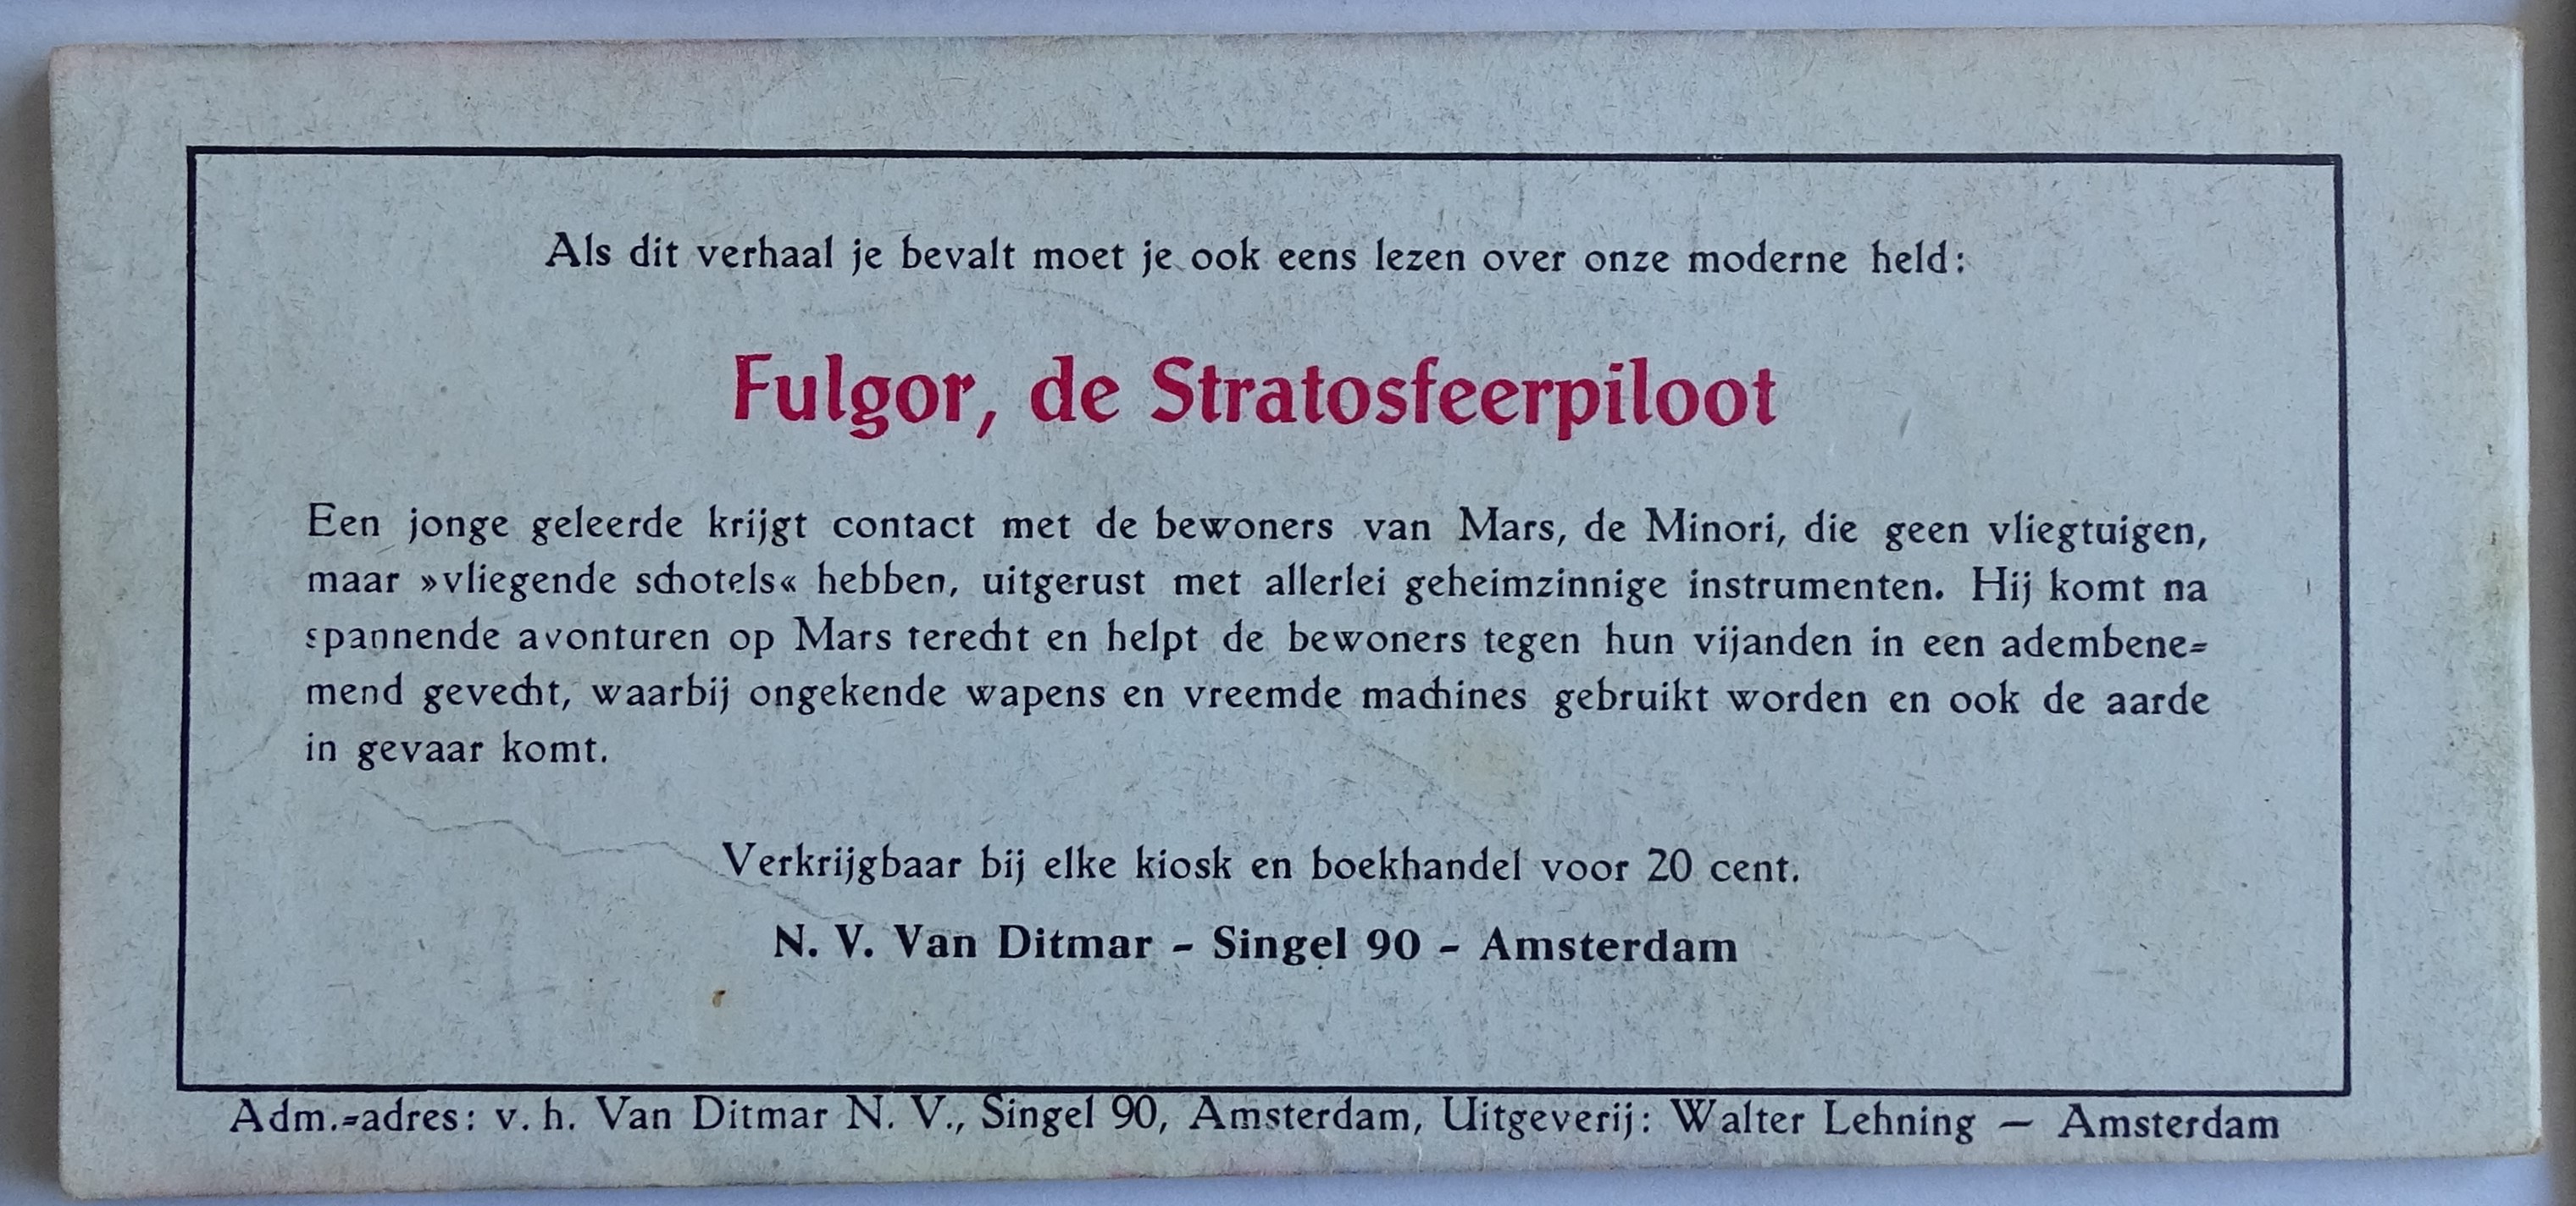 Als dit verhaal je bevalt moet je ook eens lezen over onze moderne held:
Fulgor, de Stratosfeerpiloot
Een jonge geleerde krijgt contact met de bewoners van Mars, de Minori, die geen vliegtuigen,
maar »vliegende schotels« hebben, uitgerust met allerlei geheimzinnige instrumenten. Hij komt na
spannende avonturen op Mars terecht en helpt de bewoners tegen hun vijanden in een adembene=
mend gevecht, waarbij ongekende wapens en vreemde machines gebruikt worden en ook de aarde
in gevaar komt.
Verkrijgbaar bij elke kiosk en boekhandel voor 20 cent.
N. V. Van Ditmar - Singel 90 - Amsterdam
Adm.=adres: v. h. Van Ditmar N. V., Singel 90, Amsterdam, Uitgeverij: Walter Lehning — Amsterdam